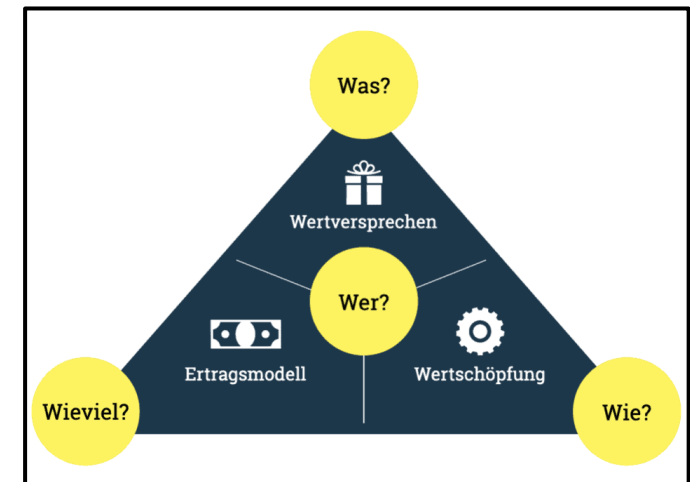 Was?
Wertversprechen
Wer?
Ertragsmodell
Wertschöpfung
Wieviel?
Wie?